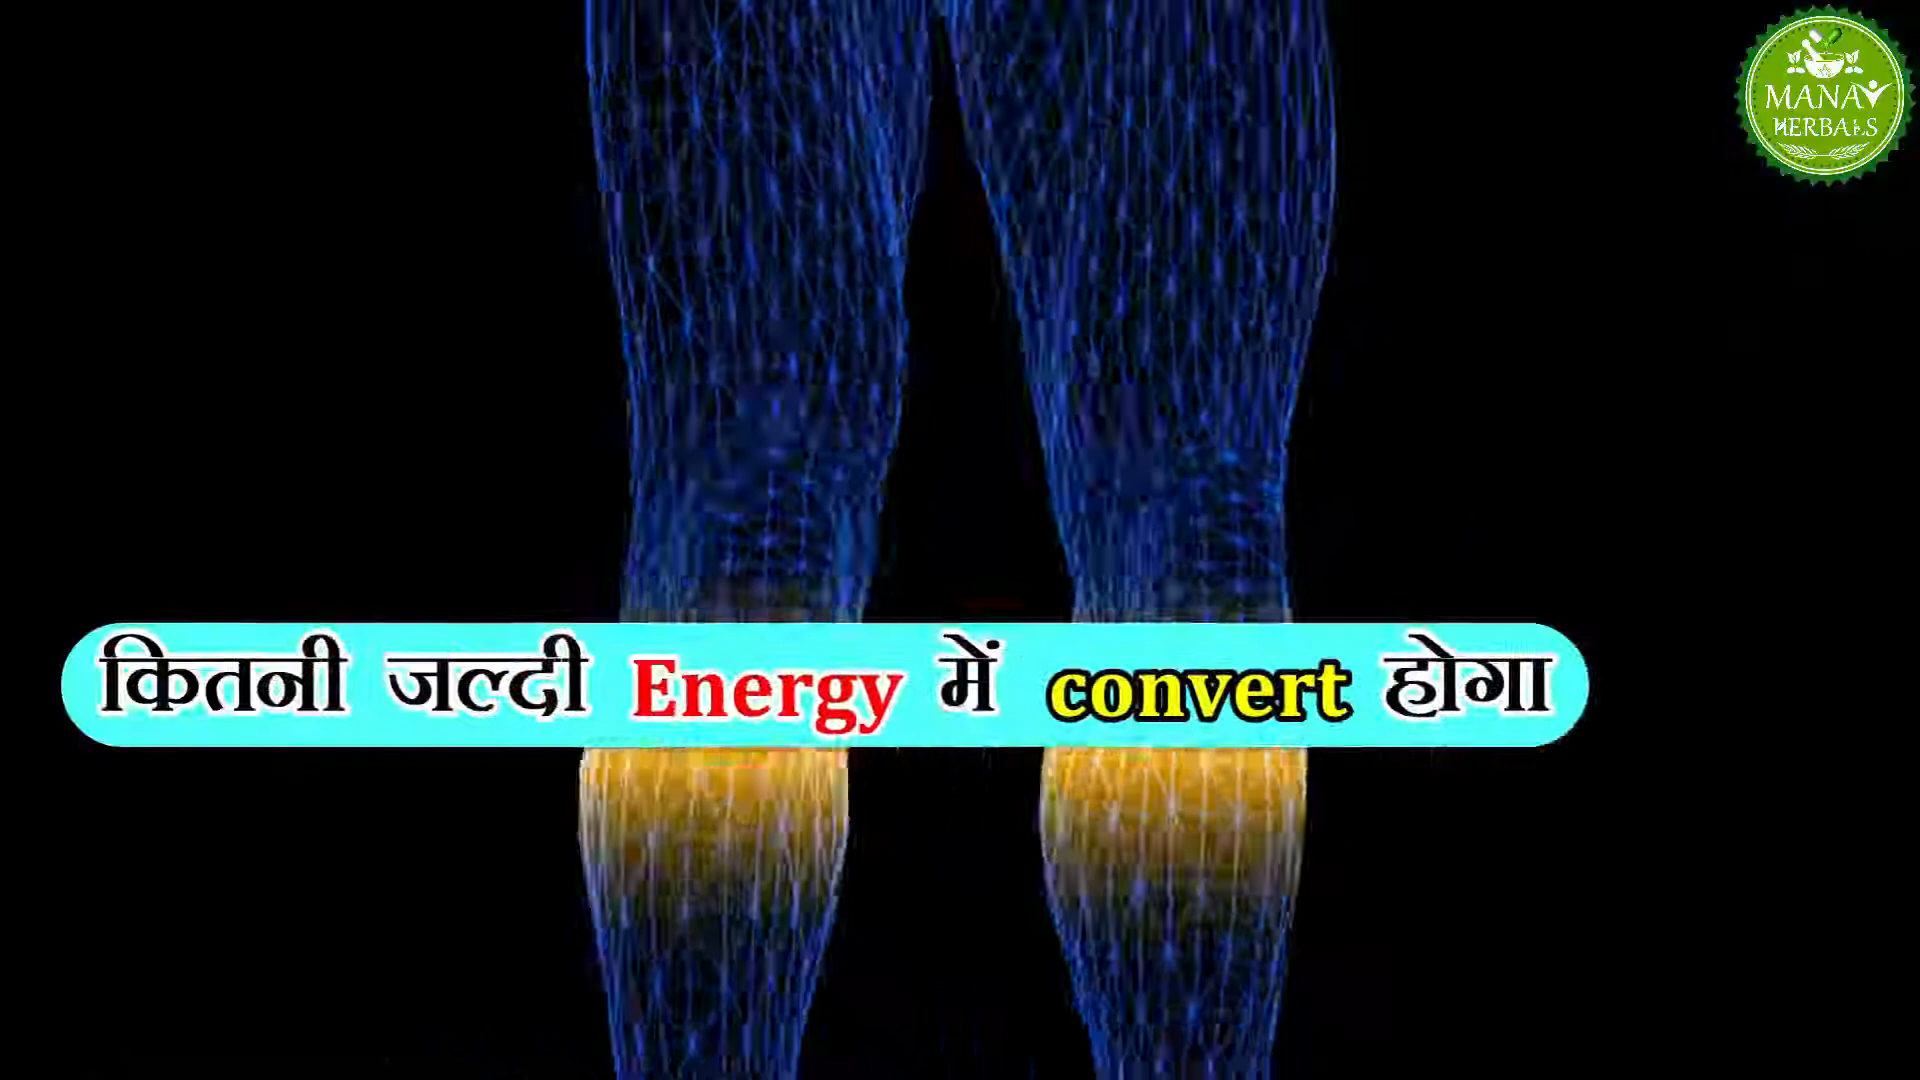 MANAV
HERBALS
कितनी जल्दी Energy में convert होगा